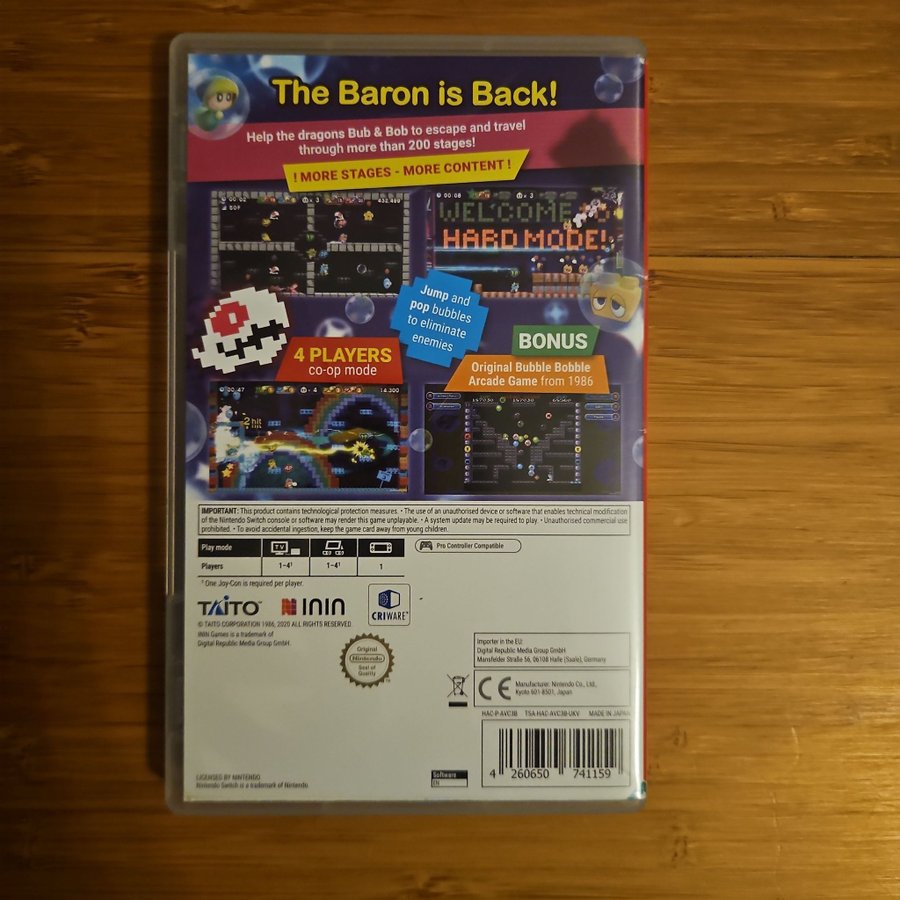 The Baron is Back!
Help the dragons Bub & Bob to escape and travel
through more than 200 stages!
! MORE STAGES - MORE CONTENT !
WELCOME TO
HARD MODE!
Jump and
pop bubbles
to eliminate
enemies
4 PLAYERS
co-op mode
BONUS
Original Bubble Bobble
Arcade Game from 1986
2 hit
IMPORTANT: This product contains technological protection measures. • The use of an unauthorised device or software that enables technical modification
of the Nintendo Switch console or software may render this game unplayable. • A system update may be required to play. • Unauthorised commercial use
prohibited. • To avoid accidental ingestion, keep the game card away from young children.
Play mode TV
Players 1-4¹ 1-4¹ 1
Pro Controller Compatible
¹ One Joy-Con is required per player.
TAITO™ ININ CRIWARE™
© TAITO CORPORATION 1986, 2020 ALL RIGHTS RESERVED.
ININ Games is a trademark of
Digital Republic Media Group GmbH.
Original
Nintendo
Seal of
Quality
Importer in the EU:
Digital Republic Media Group GmbH
Mansfelder Straße 56, 06108 Halle (Saale), Germany
CE
Manufacturer: Nintendo Co., Ltd.,
Kyoto 601-8501, Japan
HAC-P-AVC3B TSA-HAC-AVC3B-UKV MADE IN JAPAN
4 260650 741159
Software
EN
LICENSED BY NINTENDO
Nintendo Switch is a trademark of Nintendo.